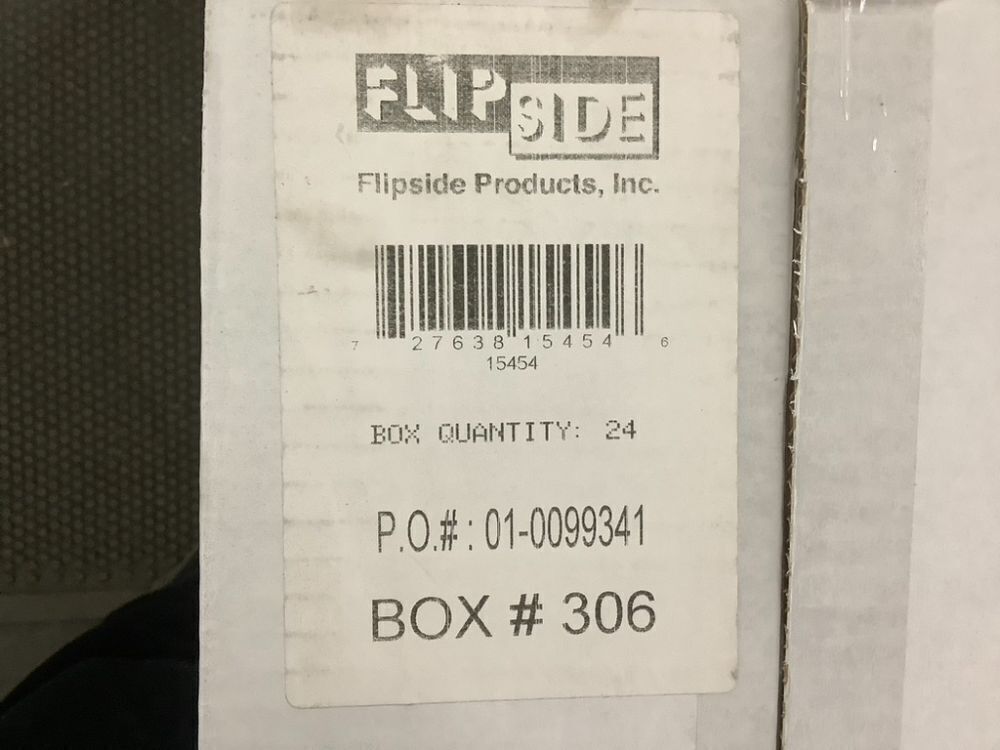 FLIP SIDE
Flipside Products, Inc.
7 27638 15454 6
15454
BOX QUANTITY: 24
P.O.#: 01-0099341
BOX # 306